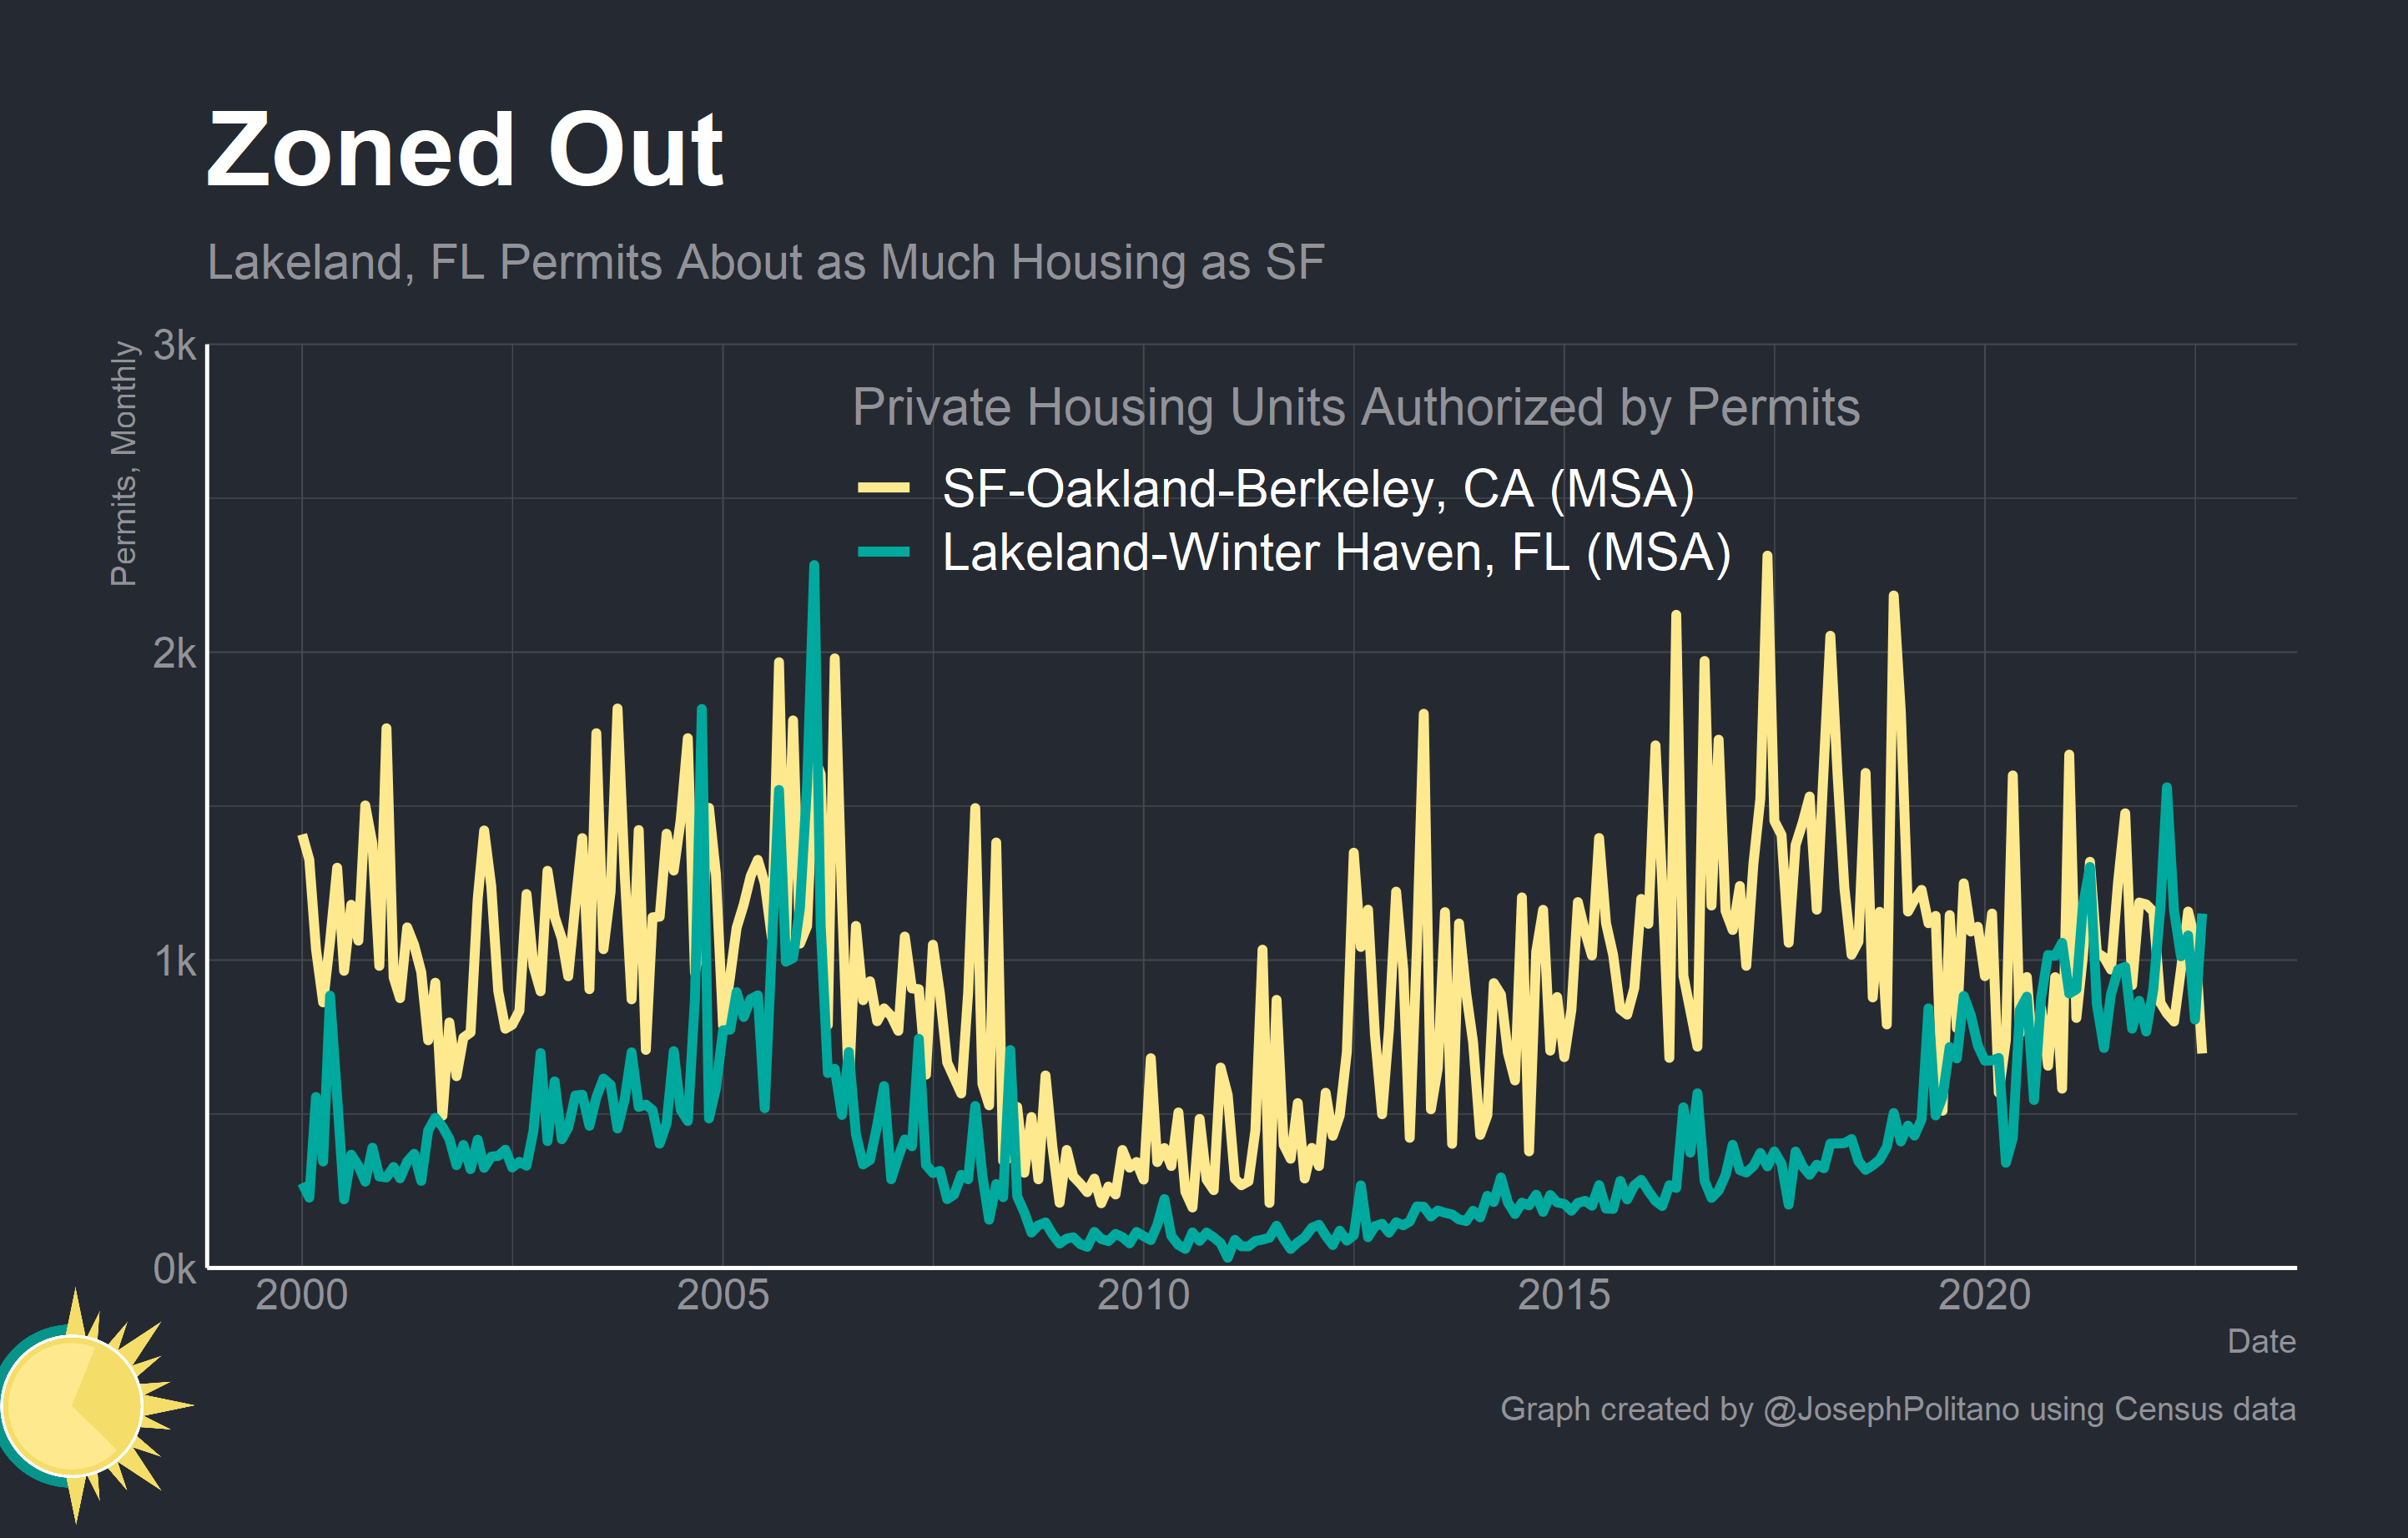 Zoned Out
Lakeland, FL Permits About as Much Housing as SF
Permits, Monthly
3k
2k
1k
0k
Private Housing Units Authorized by Permits
SF-Oakland-Berkeley, CA (MSA)
Lakeland-Winter Haven, FL (MSA)
2000 2005 2010 2015 2020
Date
Graph created by @JosephPolitano using Census data